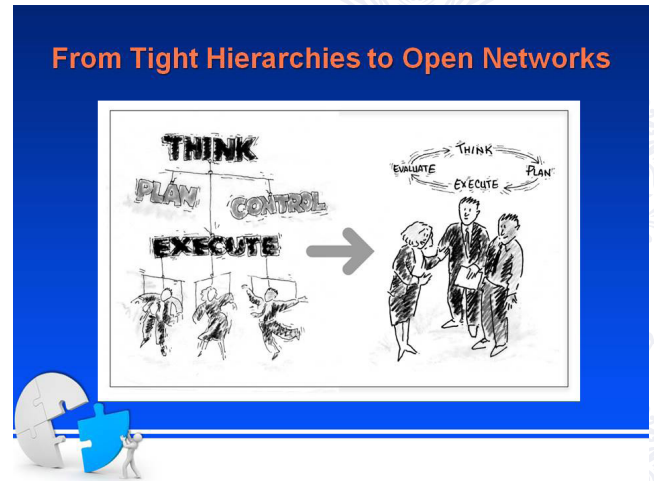 From Tight Hierarchies to Open Networks
THINK
PLAN
CONTROL
EXECUTE
THINK
PLAN
EXECUTE
EVALUATE